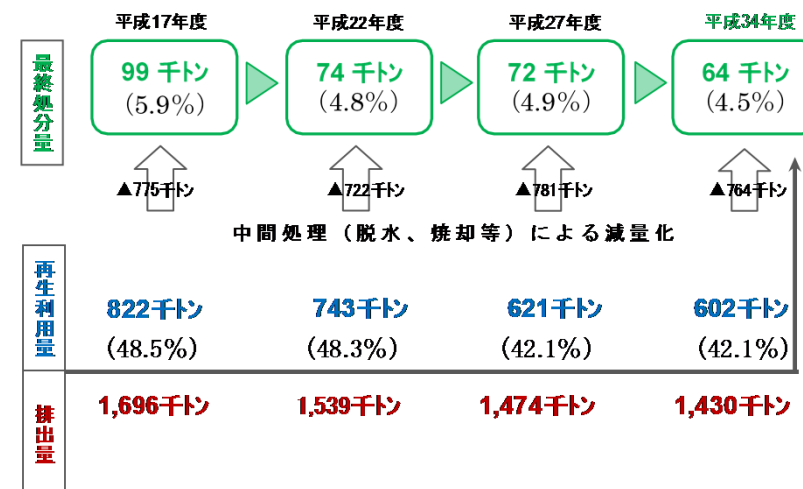 平成17年度 平成22年度 平成27年度 平成34年度
最終処分量
99 千トン 74 千トン 72 千トン 64 千トン
(5.9%) (4.8%) (4.9%) (4.5%)
▲775千トン ▲722千トン ▲781千トン ▲764千トン
中間処理（脱水、焼却等）による減量化
再生利用量
822千トン 743千トン 621千トン 602千トン
(48.5%) (48.3%) (42.1%) (42.1%)
排出量
1,696千トン 1,539千トン 1,474千トン 1,430千トン